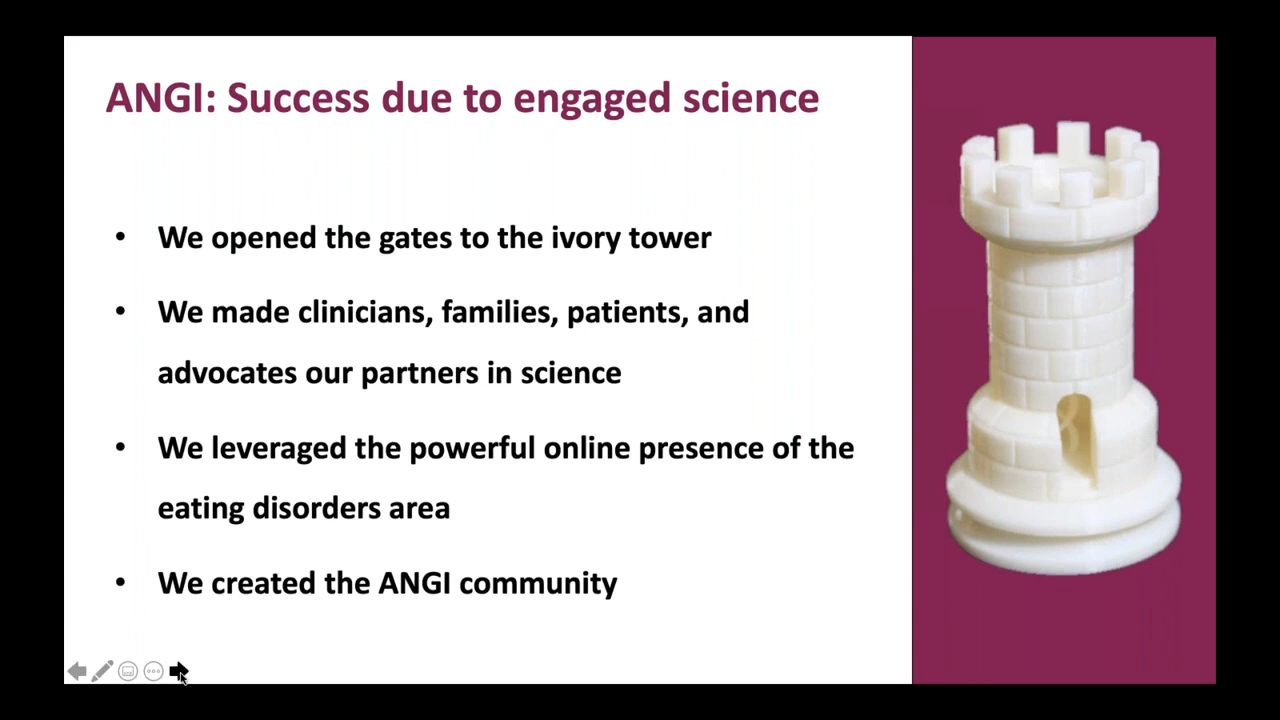 ANGI: Success due to engaged science
• We opened the gates to the ivory tower
• We made clinicians, families, patients, and
advocates our partners in science
• We leveraged the powerful online presence of the
eating disorders area
• We created the ANGI community